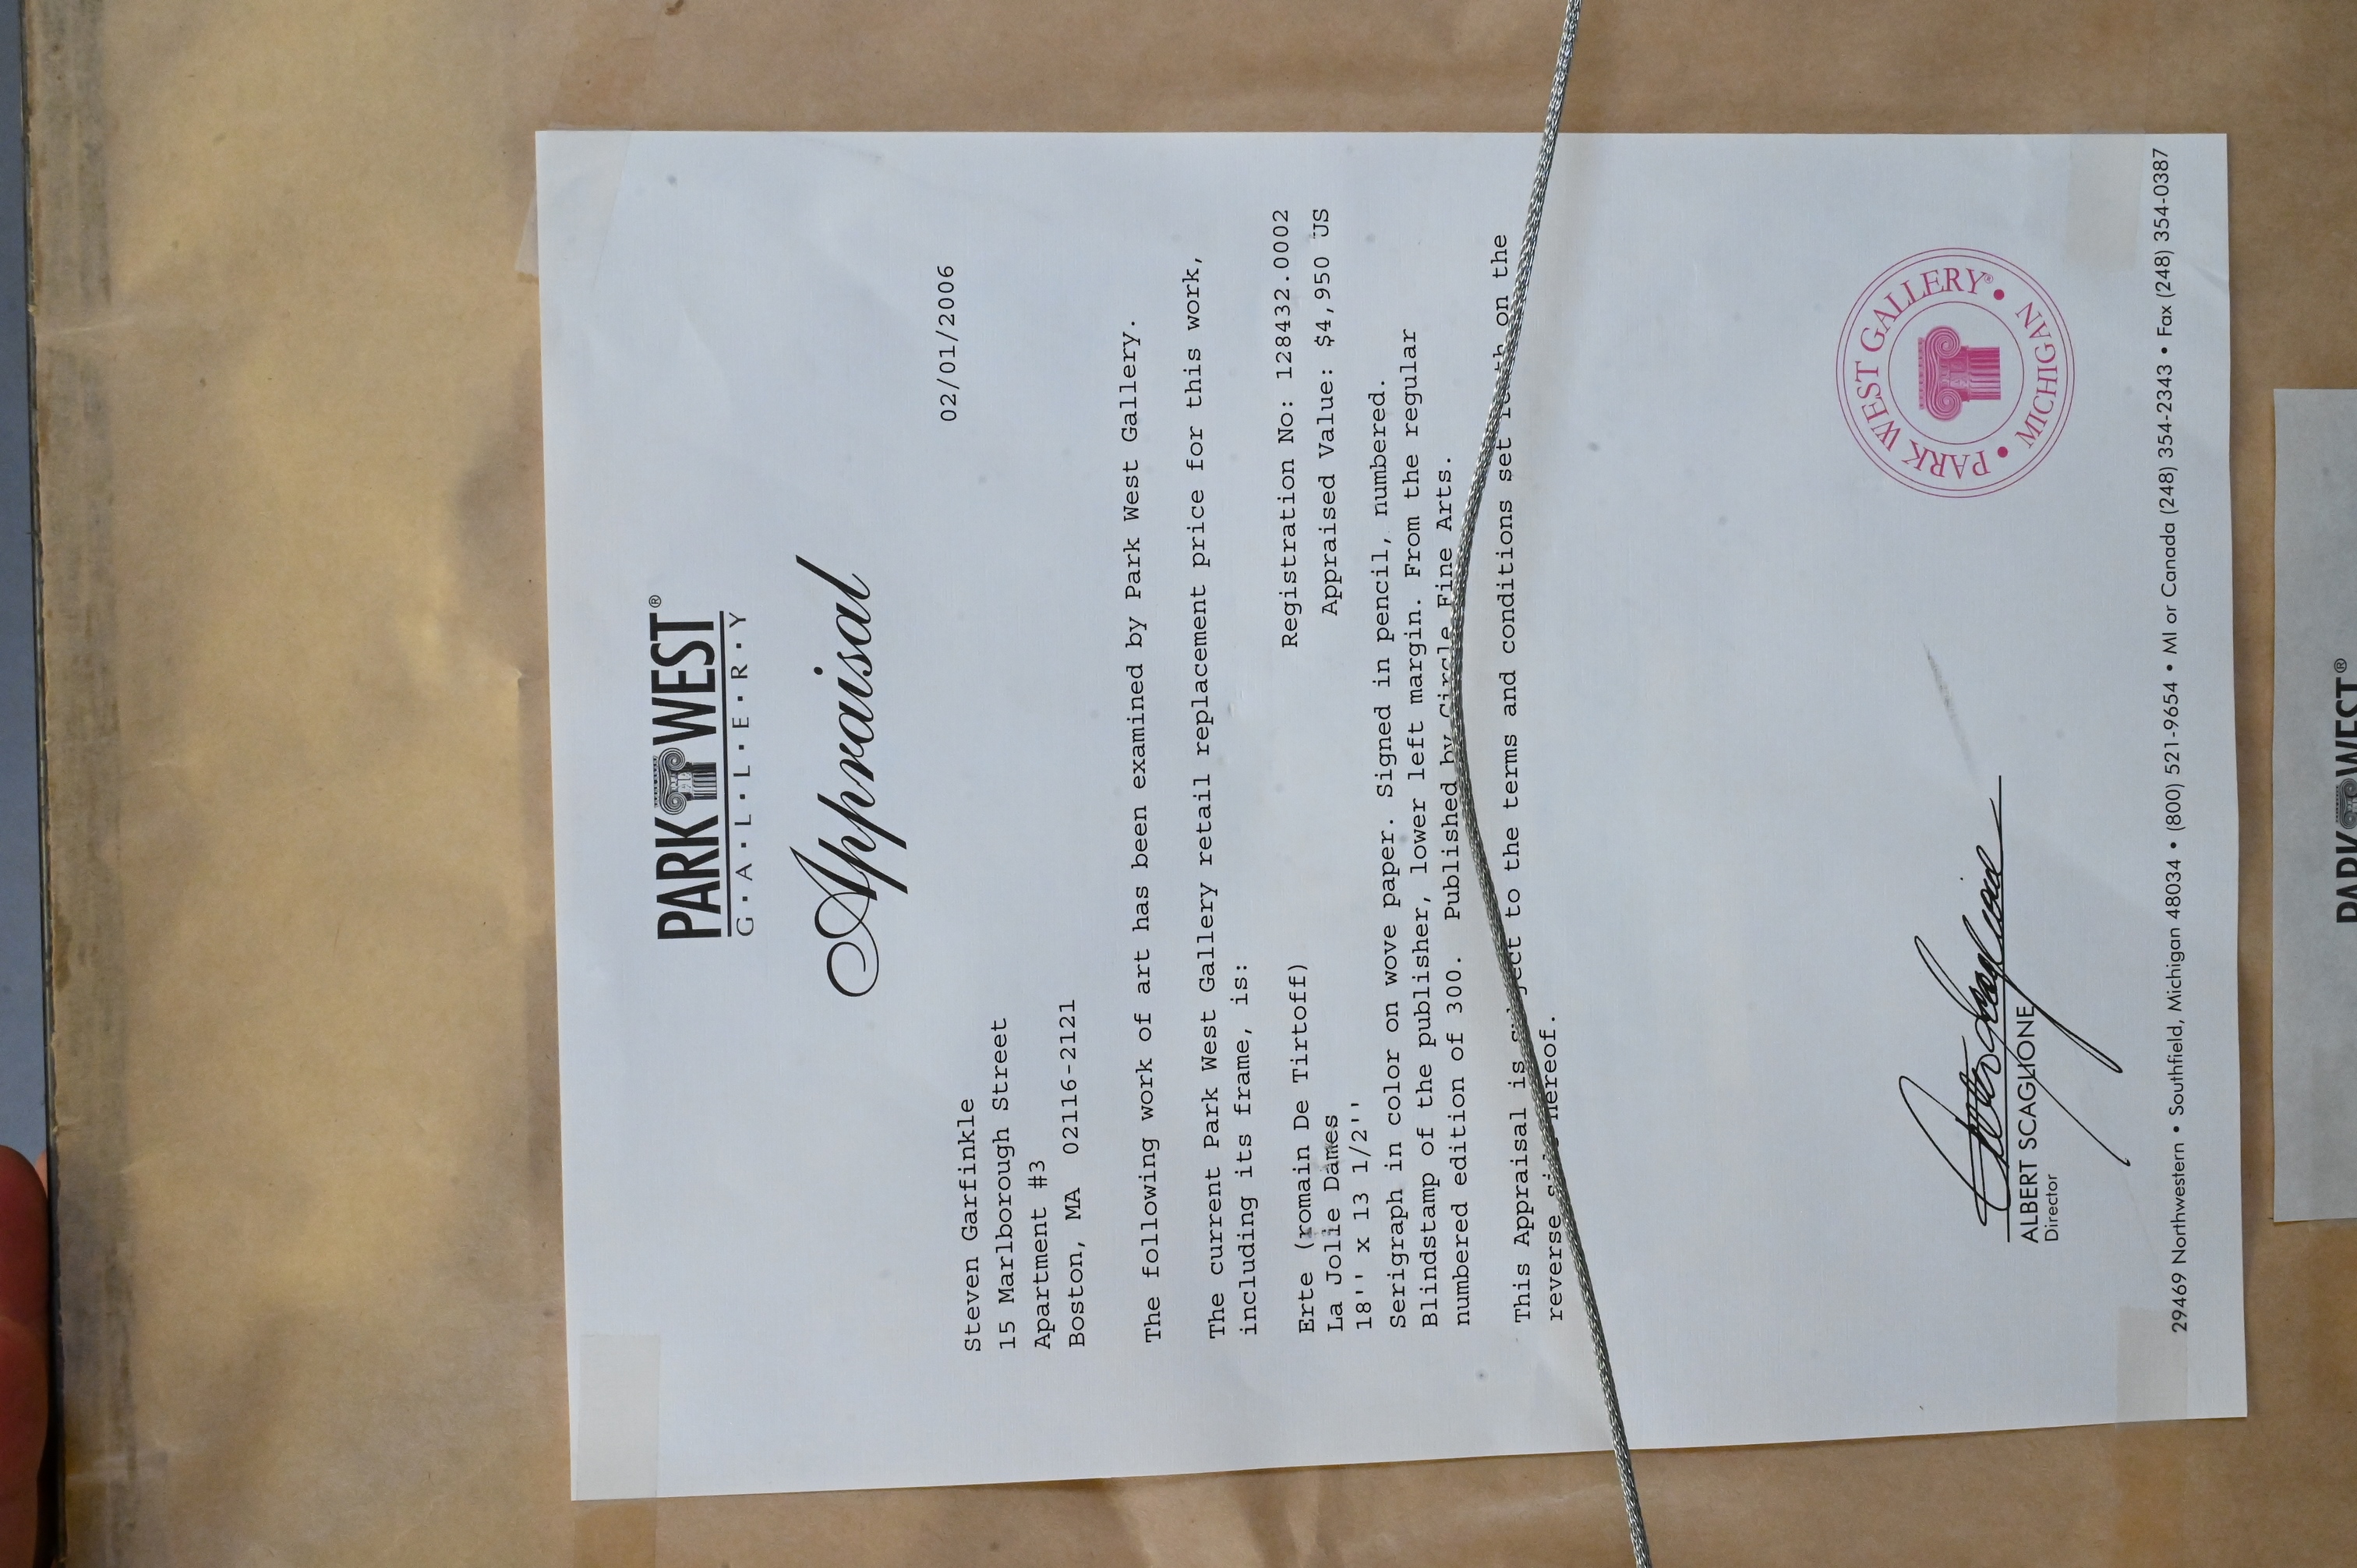 PARK WEST®
G·A·L·L·E·R·Y
Appraisal
02/01/2006
Steven Garfinkle
15 Marlborough Street
Apartment #3
Boston, MA 02116-2121
The following work of art has been examined by Park West Gallery.
The current Park West Gallery retail replacement price for this work,
including its frame, is:
Registration No: 128432.0002
Erte (romain De Tirtoff)
Appraised Value: $4,950 US
La Jolie Dames
18'' x 13 1/2''
Serigraph in color on wove paper. Signed in pencil, numbered.
Blindstamp of the publisher, lower left margin. From the regular
numbered edition of 300. Published by Circle Fine Arts.
This Appraisal is subject to the terms and conditions set forth on the
reverse side hereof.
PARK WEST GALLERY® • MICHIGAN •
ALBERT SCAGLIONE
Director
29469 Northwestern • Southfield, Michigan 48034 • (800) 521-9654 • MI or Canada (248) 354-2343 • Fax (248) 354-0387
PARK WEST®